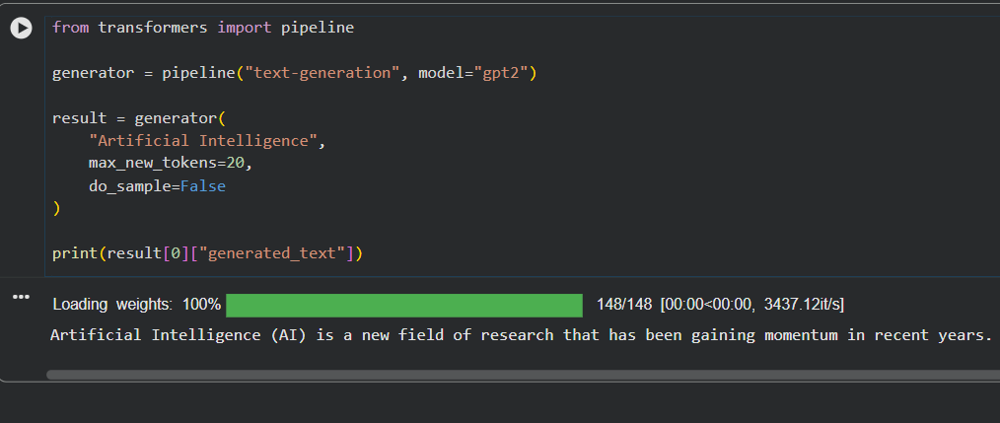 from transformers import pipeline
generator = pipeline("text-generation", model="gpt2")
result = generator(
    "Artificial Intelligence",
    max_new_tokens=20,
    do_sample=False
)
print(result[0]["generated_text"])
Loading weights: 100% 148/148 [00:00<00:00, 3437.12it/s]
Artificial Intelligence (AI) is a new field of research that has been gaining momentum in recent years.